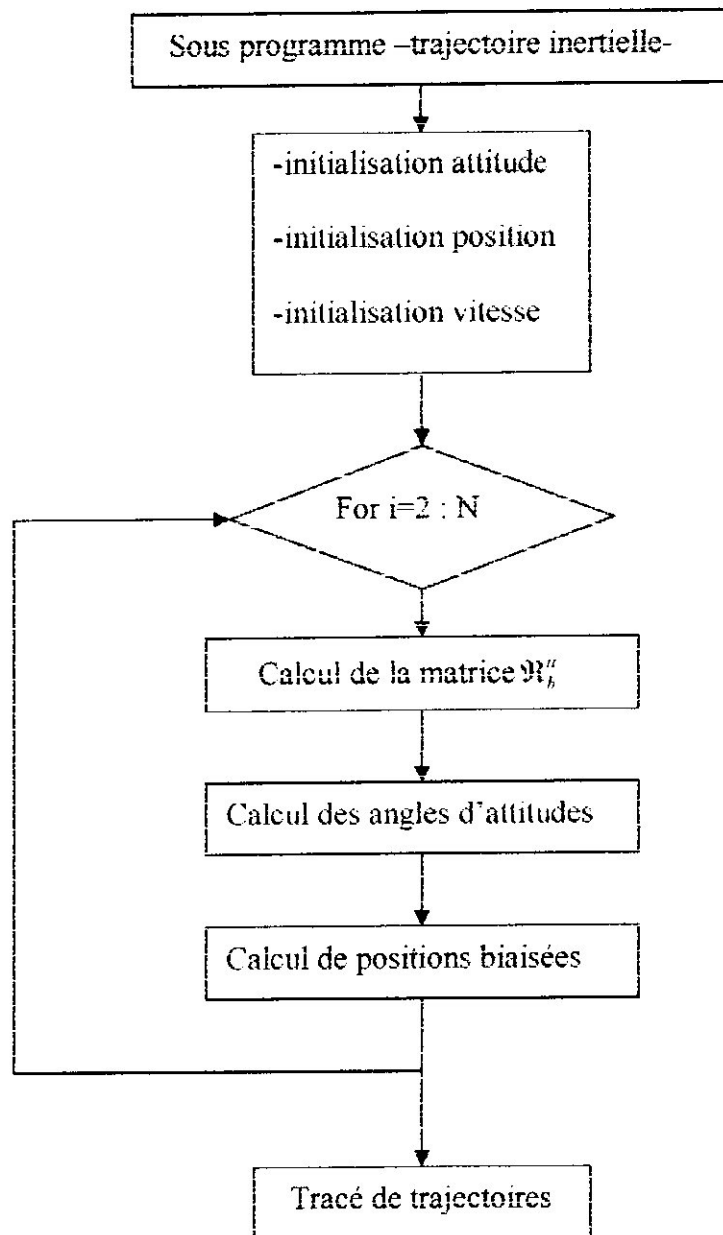 Sous programme –trajectoire inertielle-
-initialisation attitude
-initialisation position
-initialisation vitesse
For i=2 : N
Calcul de la matrice ℜ_b^n
Calcul des angles d'attitudes
Calcul de positions biaisées
Tracé de trajectoires